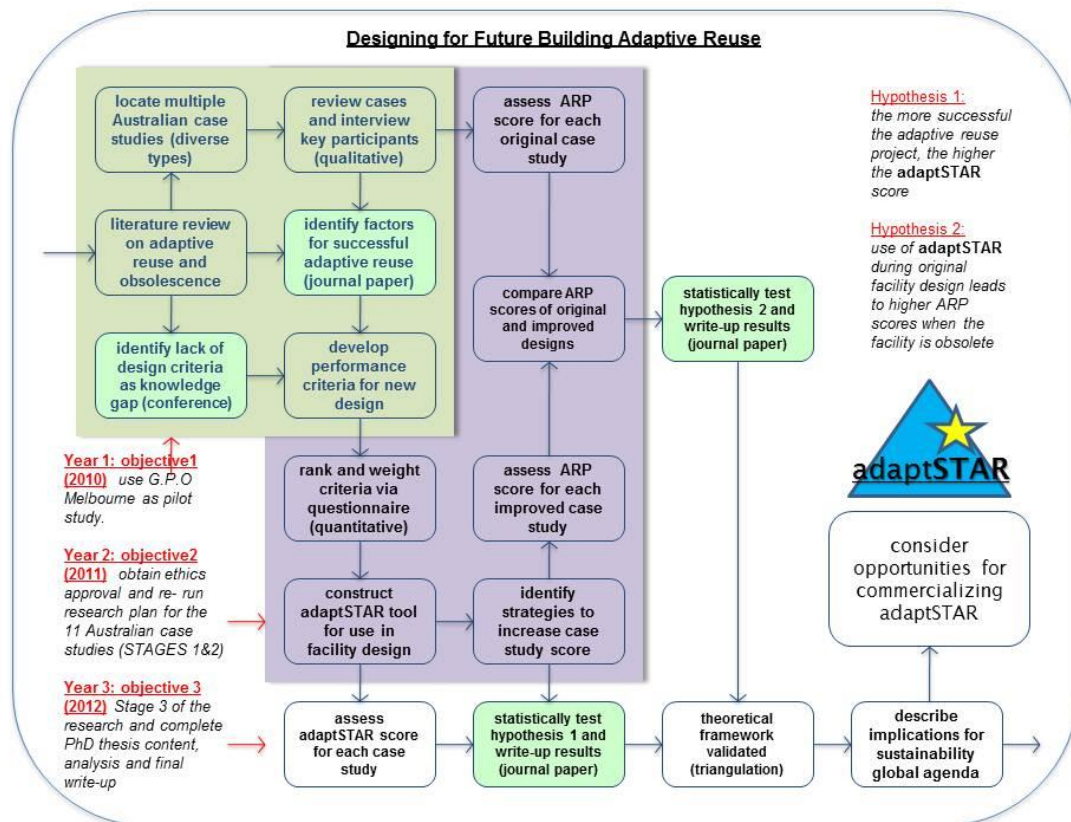 Designing for Future Building Adaptive Reuse
locate multiple
Australian case
studies (diverse
types)
review cases
and interview
key participants
(qualitative)
assess ARP
score for each
original case
study
Hypothesis 1:
the more successful
the adaptive reuse
project, the higher
the adaptSTAR
score
literature review
on adaptive
reuse and
obsolescence
identify factors
for successful
adaptive reuse
(journal paper)
Hypothesis 2:
use of adaptSTAR
during original
facility design leads
to higher ARP
scores when the
facility is obsolete
compare ARP
scores of original
and improved
designs
statistically test
hypothesis 2 and
write-up results
(journal paper)
identify lack of
design criteria
as knowledge
gap (conference)
develop
performance
criteria for new
design
adaptSTAR
Year 1: objective1
(2010) use G.P.O
Melbourne as pilot
study.
rank and weight
criteria via
questionnaire
(quantitative)
assess ARP
score for each
improved case
study
consider
opportunities for
commercializing
adaptSTAR
Year 2: objective2
(2011) obtain ethics
approval and re- run
research plan for the
11 Australian case
studies (STAGES 1&2)
construct
adaptSTAR tool
for use in
facility design
identify
strategies to
increase case
study score
Year 3: objective 3
(2012) Stage 3 of the
research and complete
PhD thesis content,
analysis and final
write-up
assess
adaptSTAR score
for each case
study
statistically test
hypothesis 1 and
write-up results
(journal paper)
theoretical
framework
validated
(triangulation)
describe
implications for
sustainability
global agenda